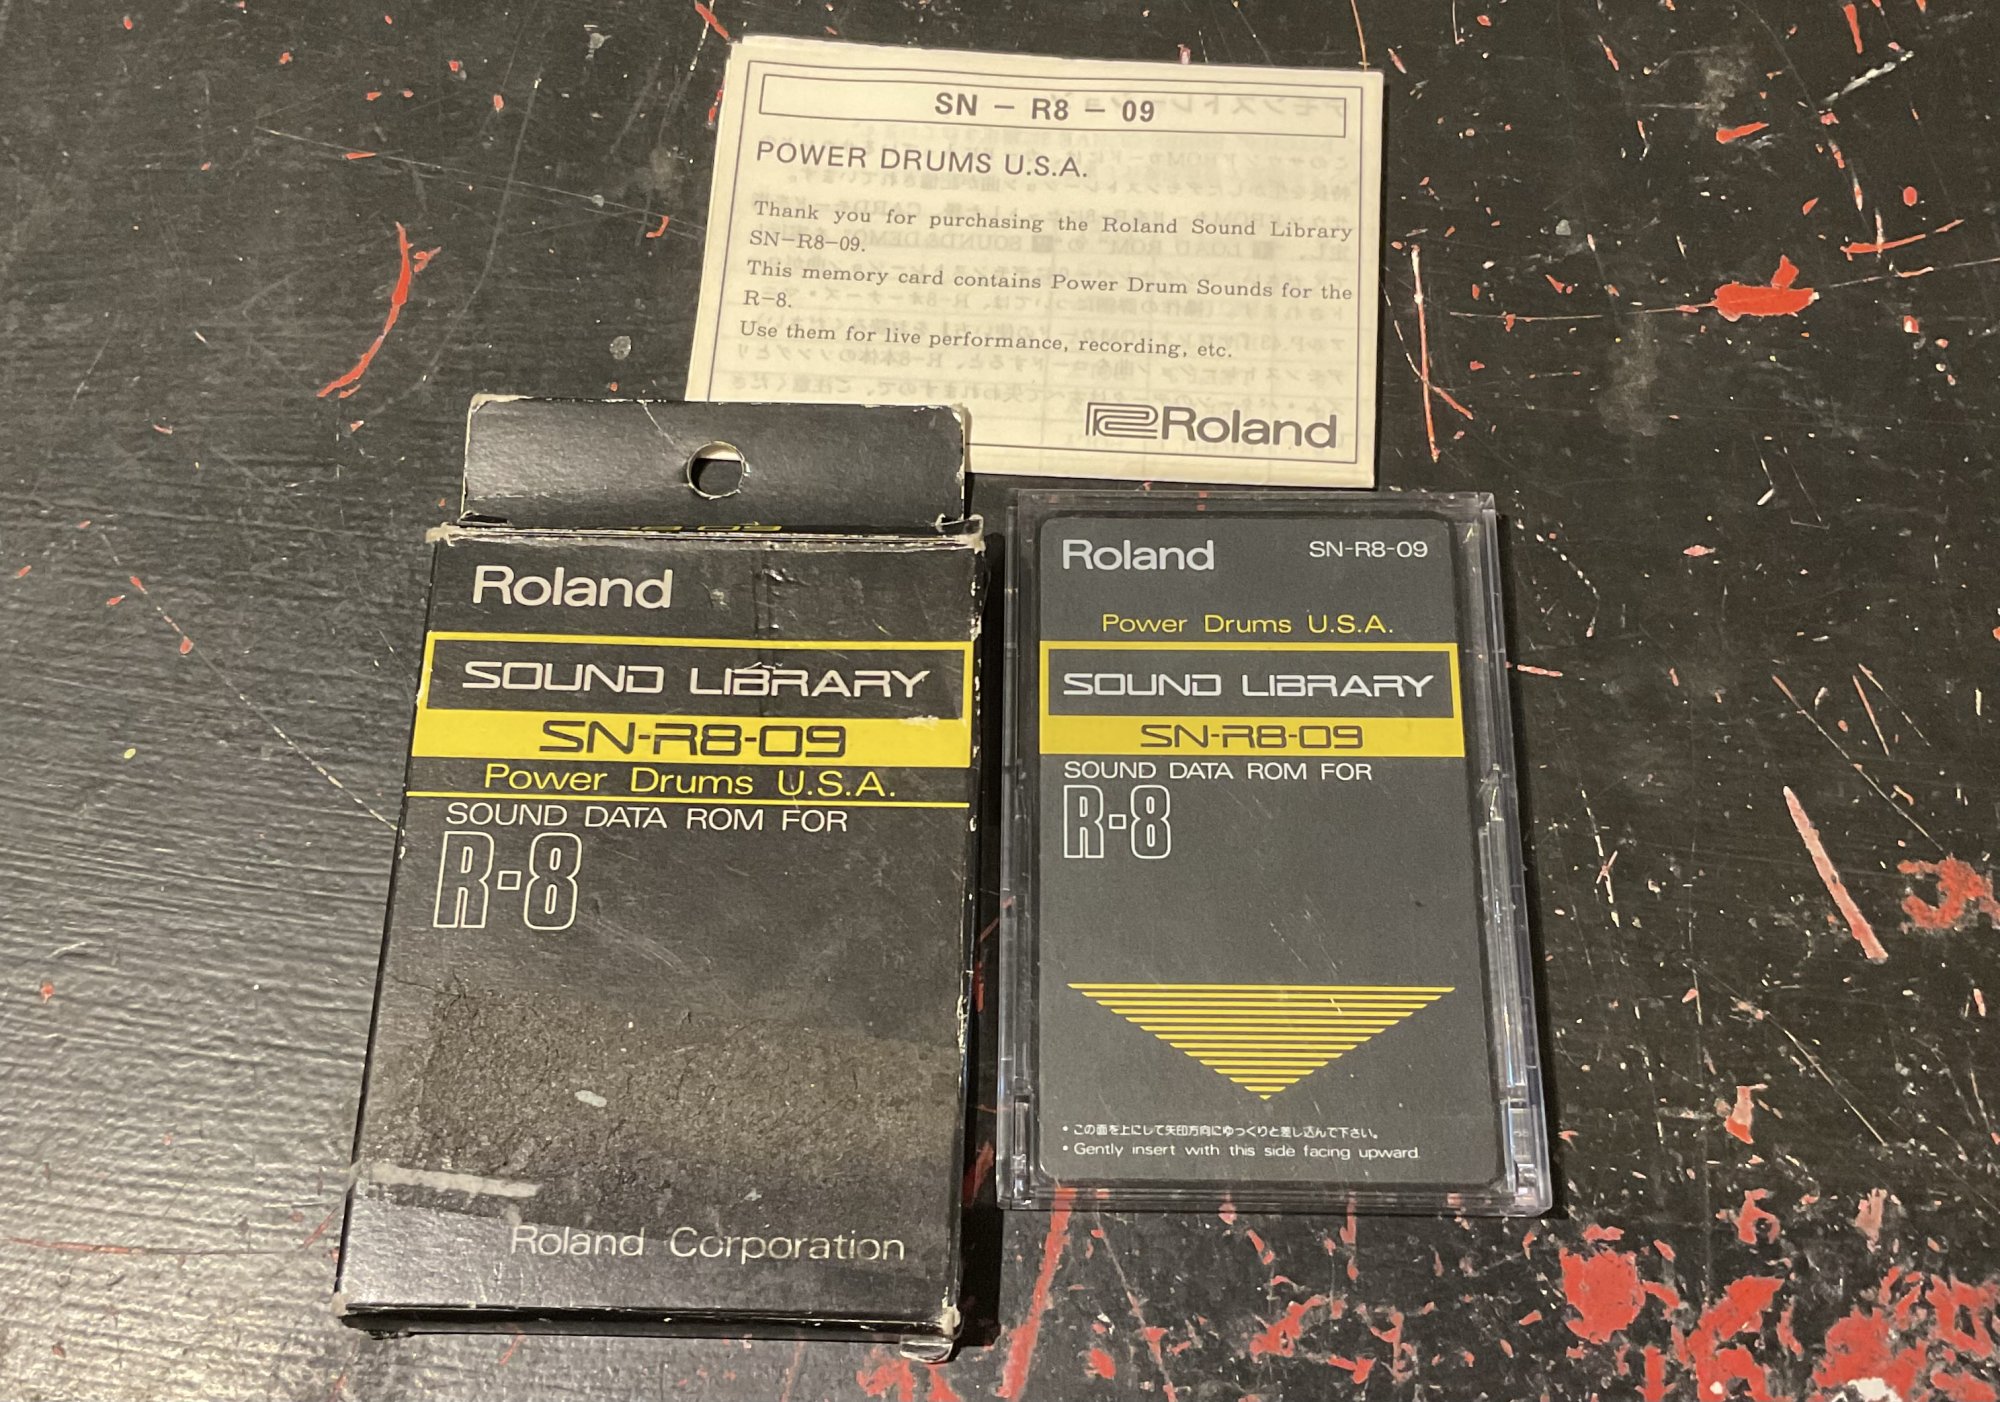 SN － R8 － 09
POWER DRUMS U.S.A.
Thank you for purchasing the Roland Sound Library
SN−R8−09.
This memory card contains Power Drum Sounds for the
R−8.
Use them for live performance, recording, etc.
Roland
Roland
SOUND LIBRARY
SN-R8-09
Power Drums U.S.A.
SOUND DATA ROM FOR
R-8
Roland Corporation
Roland SN-R8-09
Power Drums U.S.A.
SOUND LIBRARY
SN-R8-09
SOUND DATA ROM FOR
R-8
• この面を上にして矢印方向にゆっくりと差し込んで下さい。
• Gently insert with this side facing upward.